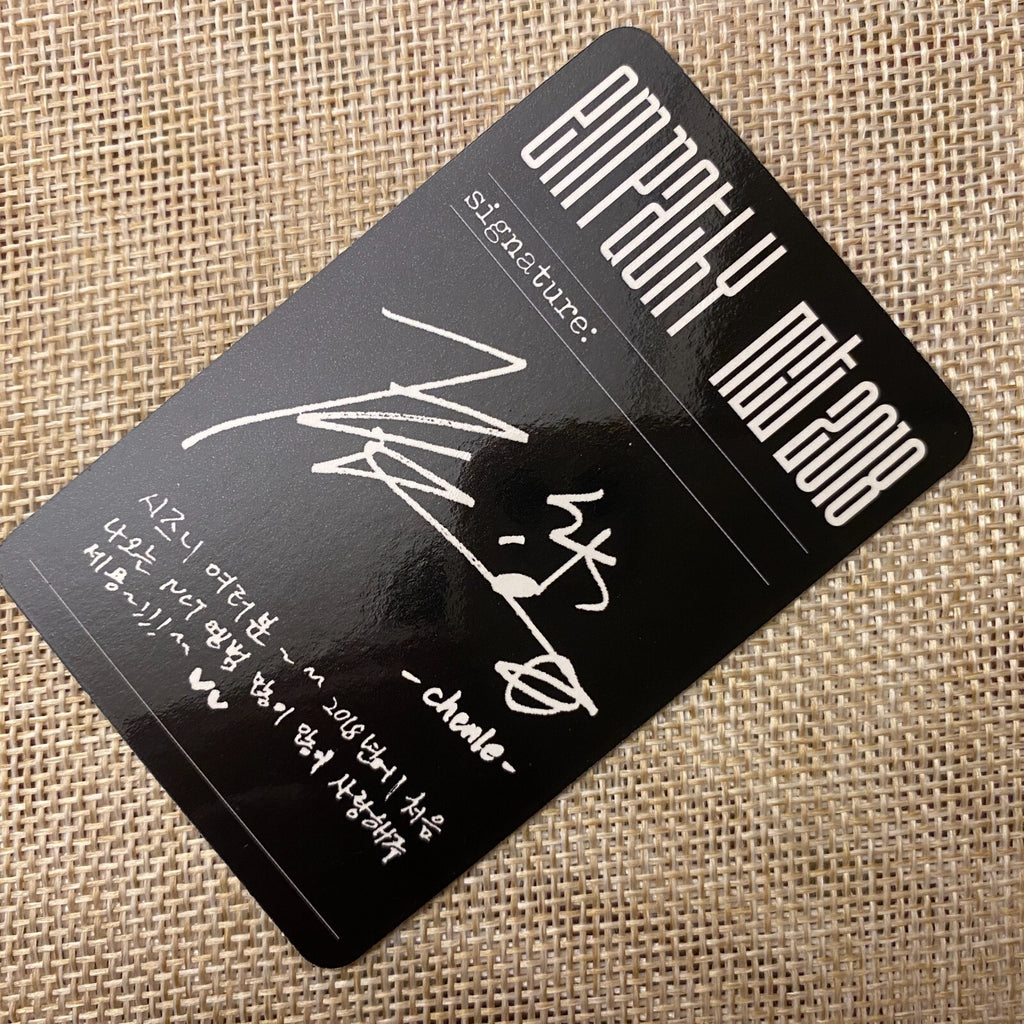 empathy nct 2018
signature:
-chenle-
시즈니 여러분 ~~ 2018년에 처음
나오는 NCT 앨범 많이 많이 사랑해주
세용~!!!~~ ♥♥